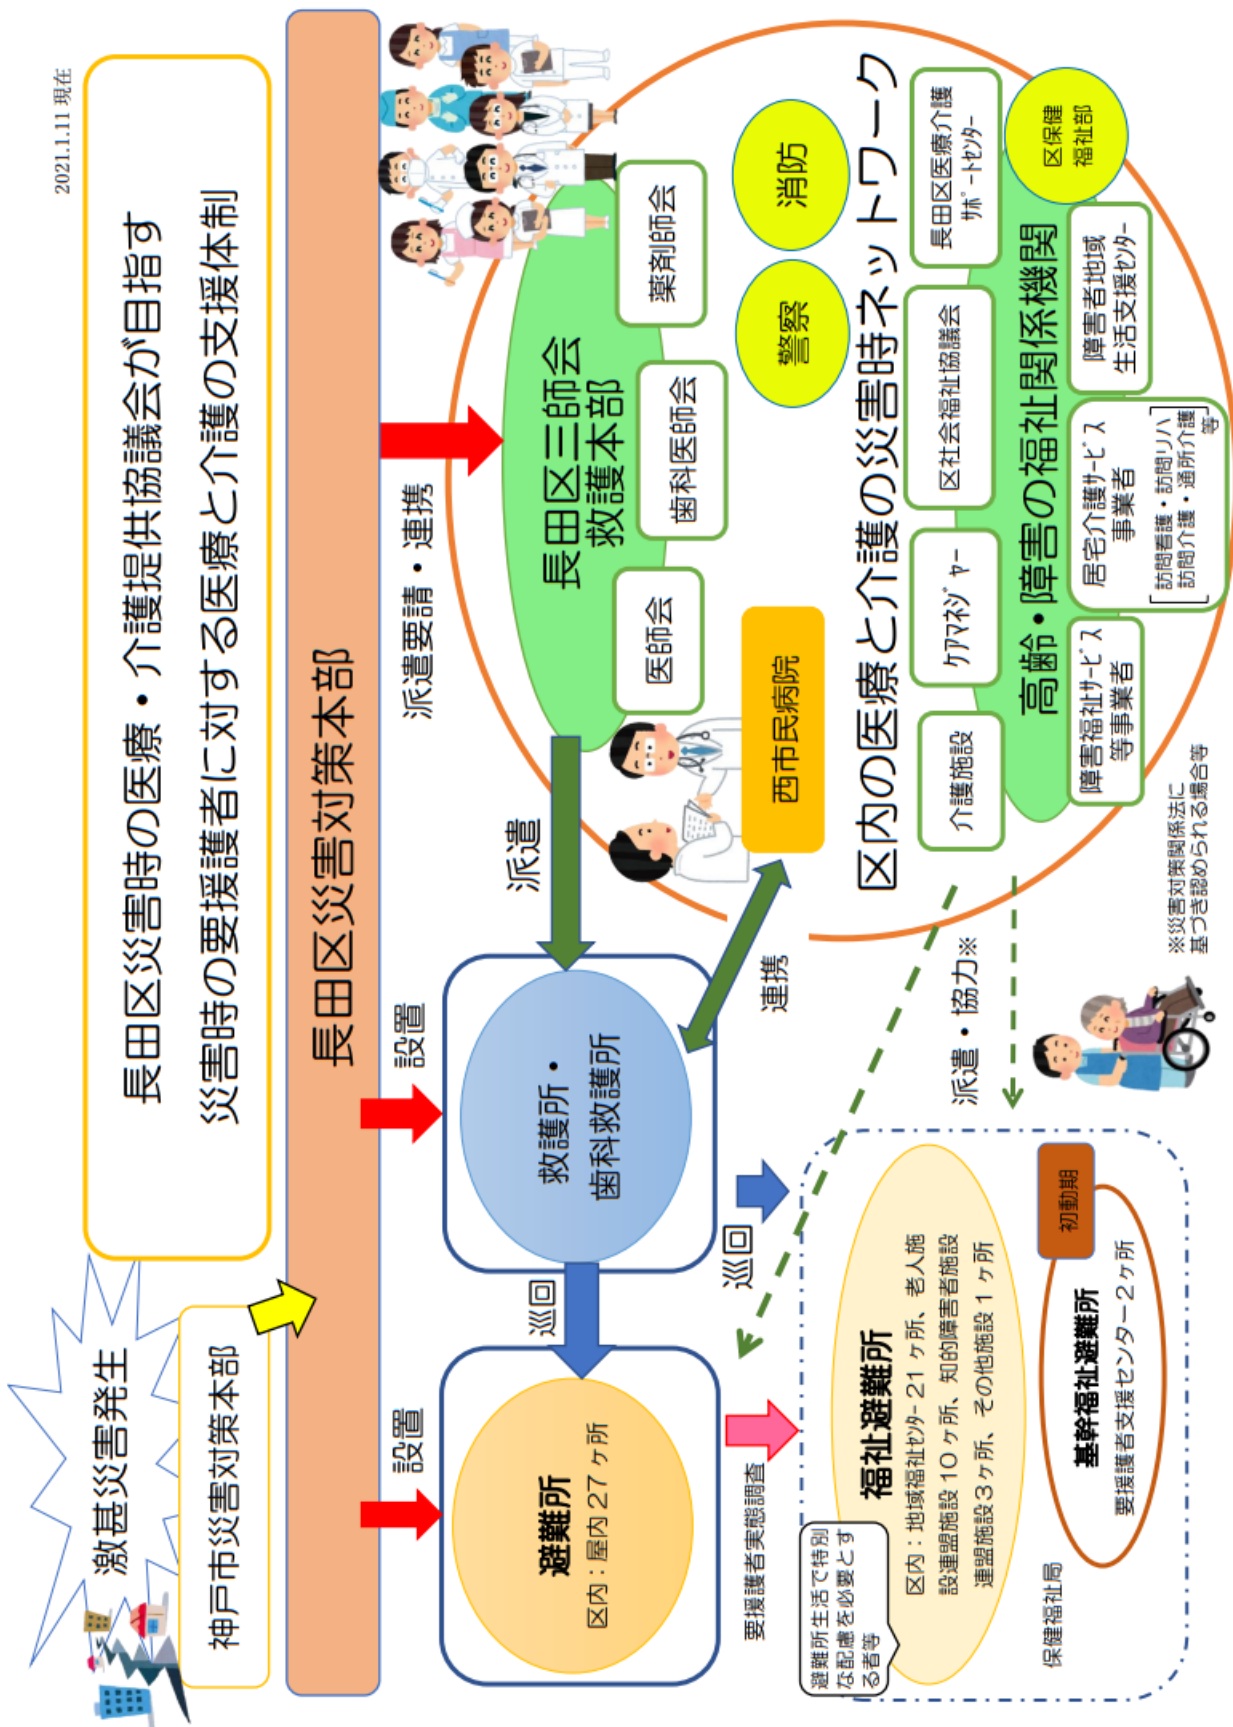 2021.1.11 現在
激甚災害発生
長田区災害時の医療・介護提供協議会が目指す
災害時の要援護者に対する医療と介護の支援体制
神戸市災害対策本部
長田区災害対策本部
設置
設置
派遣要請・連携
避難所
区内：屋内 27 ヶ所
巡回
救護所・
歯科救護所
派遣
長田区三師会
救護本部
医師会
歯科医師会
薬剤師会
西市民病院
警察
消防
連携
巡回
要援護者実態調査
区内の医療と介護の災害時ネットワーク
介護施設
ケアマネジャー
区社会福祉協議会
長田区医療介護
サポートセンター
高齢・障害の福祉関係機関
区保健
福祉部
障害福祉サービス
等事業者
居宅介護サービス
事業者
訪問看護・訪問リハ
訪問介護・通所介護
等
障害者地域
生活支援センター
派遣・協力※
※災害対策関係法に
基づき認められる場合等
避難所生活で特別
な配慮を必要とす
る者等
福祉避難所
区内：地域福祉センター 21 ヶ所、老人施
設連盟施設 10 ヶ所、知的障害者施設
連盟施設3ヶ所、その他施設 1 ヶ所
初動期
保健福祉局
基幹福祉避難所
要援護者支援センター2ヶ所